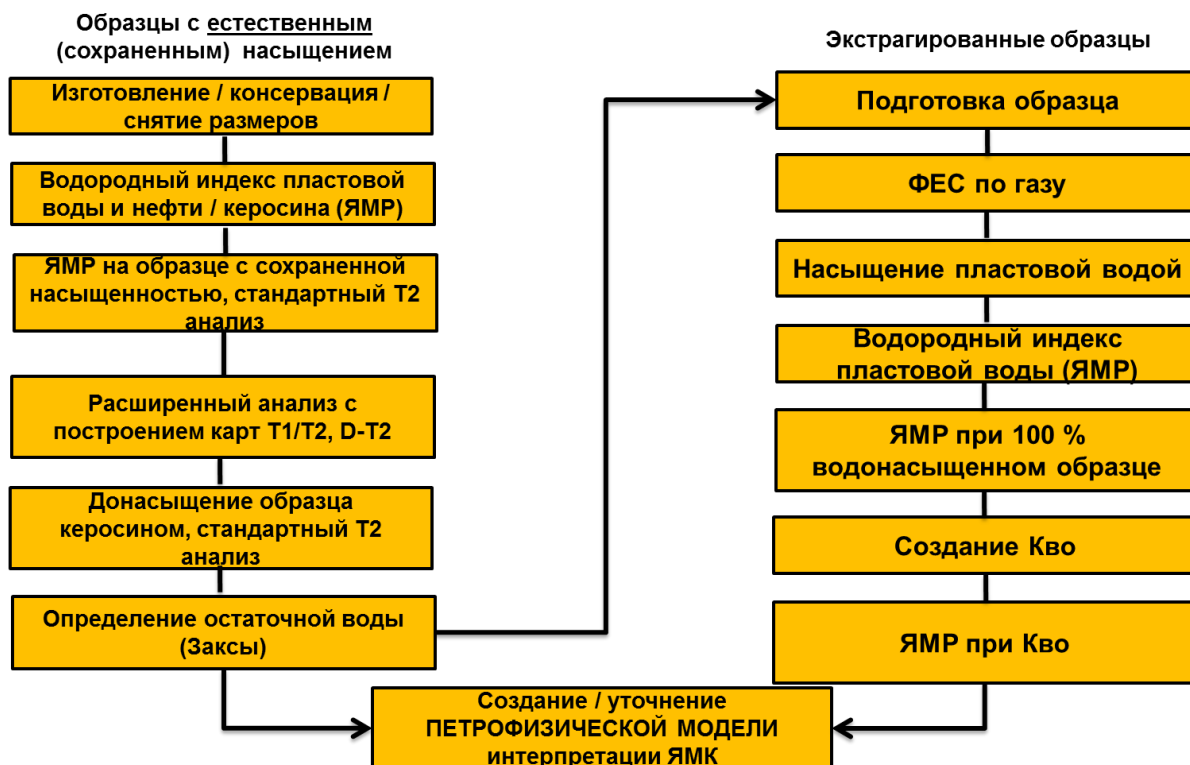 Образцы с естественным
(сохраненным) насыщением
Изготовление / консервация /
снятие размеров
Водородный индекс пластовой
воды и нефти / керосина (ЯМР)
ЯМР на образце с сохраненной
насыщенностью, стандартный Т2
анализ
Расширенный анализ с
построением карт Т1/Т2, D-Т2
Донасыщение образца
керосином, стандартный Т2
анализ
Определение остаточной воды
(Заксы)
Экстрагированные образцы
Подготовка образца
ФЕС по газу
Насыщение пластовой водой
Водородный индекс
пластовой воды (ЯМР)
ЯМР при 100 %
водонасыщенном образце
Создание Кво
ЯМР при Кво
Создание / уточнение
ПЕТРОФИЗИЧЕСКОЙ МОДЕЛИ
интерпретации ЯМК